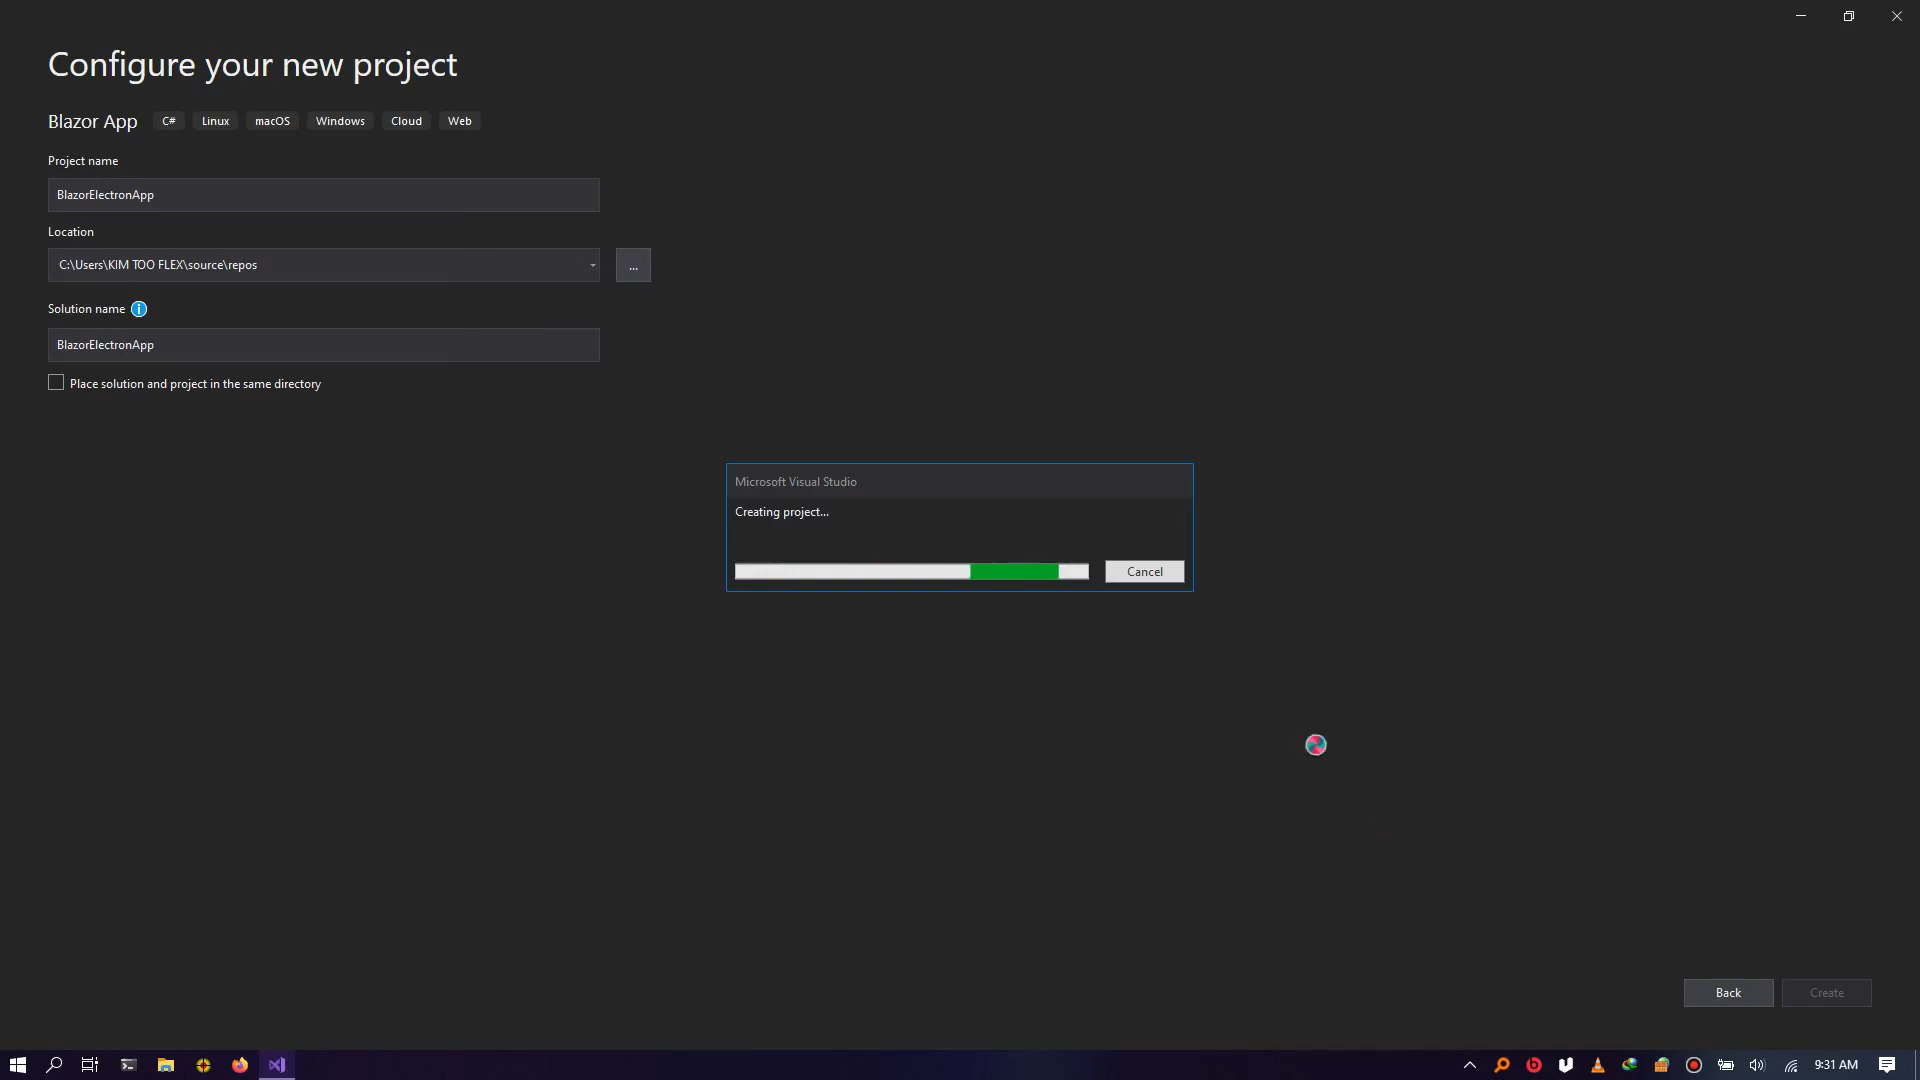 Configure your new project
Blazor App C# Linux macOS Windows Cloud Web
Project name
BlazorElectronApp
Location
C:\Users\KIM TOO FLEX\source\repos
...
Solution name
BlazorElectronApp
Place solution and project in the same directory
Microsoft Visual Studio
Creating project...
Cancel
Back Create
9:31 AM